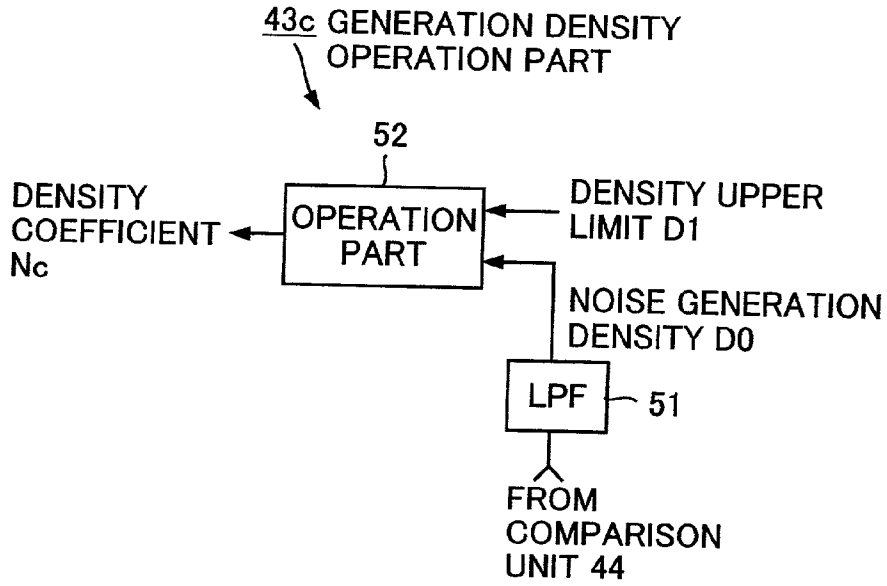 43c GENERATION DENSITY
OPERATION PART
52
DENSITY
COEFFICIENT
Nc
OPERATION
PART
DENSITY UPPER
LIMIT D1
NOISE GENERATION
DENSITY D0
LPF
51
FROM
COMPARISON
UNIT 44